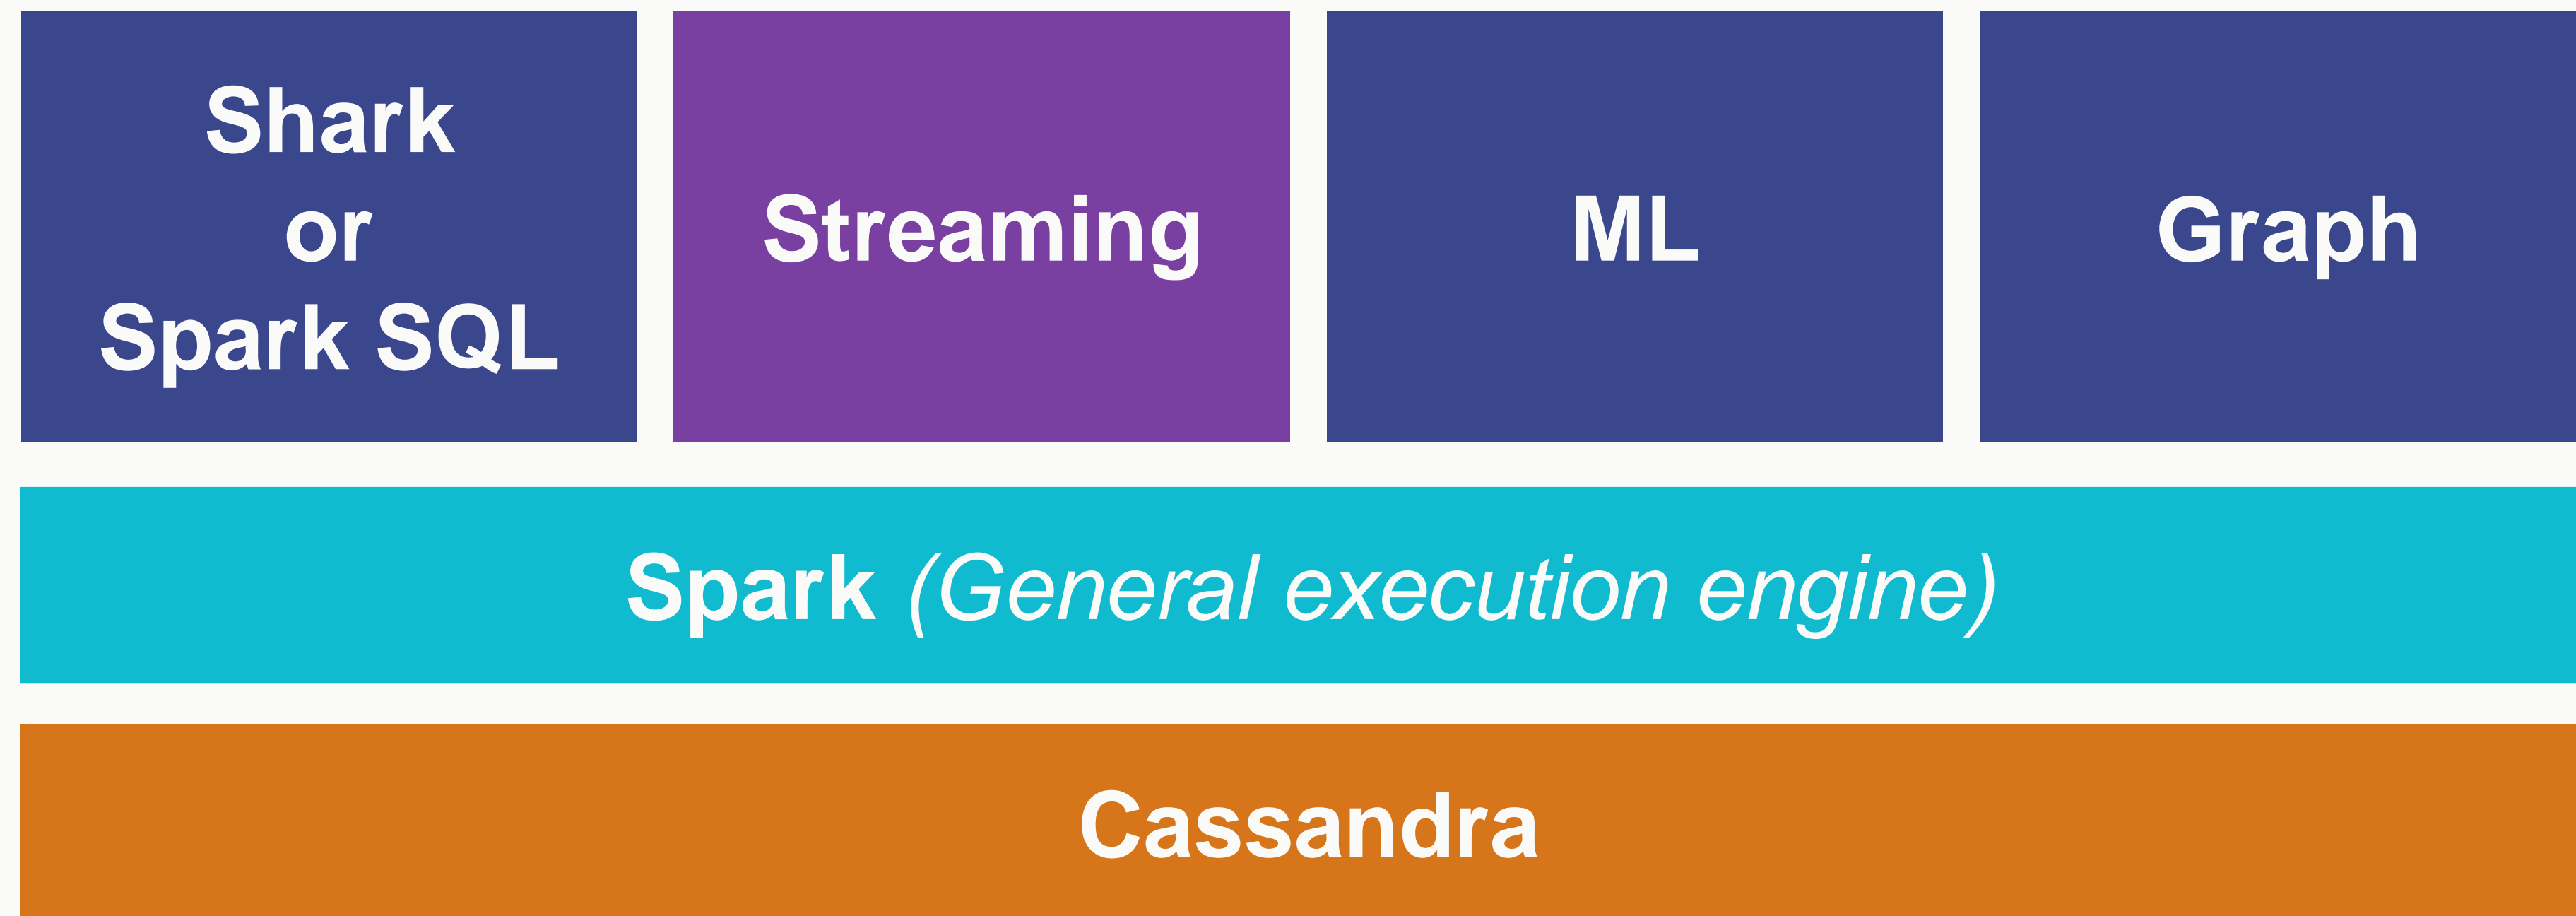 Shark
or
Spark SQL
Streaming
ML
Graph
Spark (General execution engine)
Cassandra